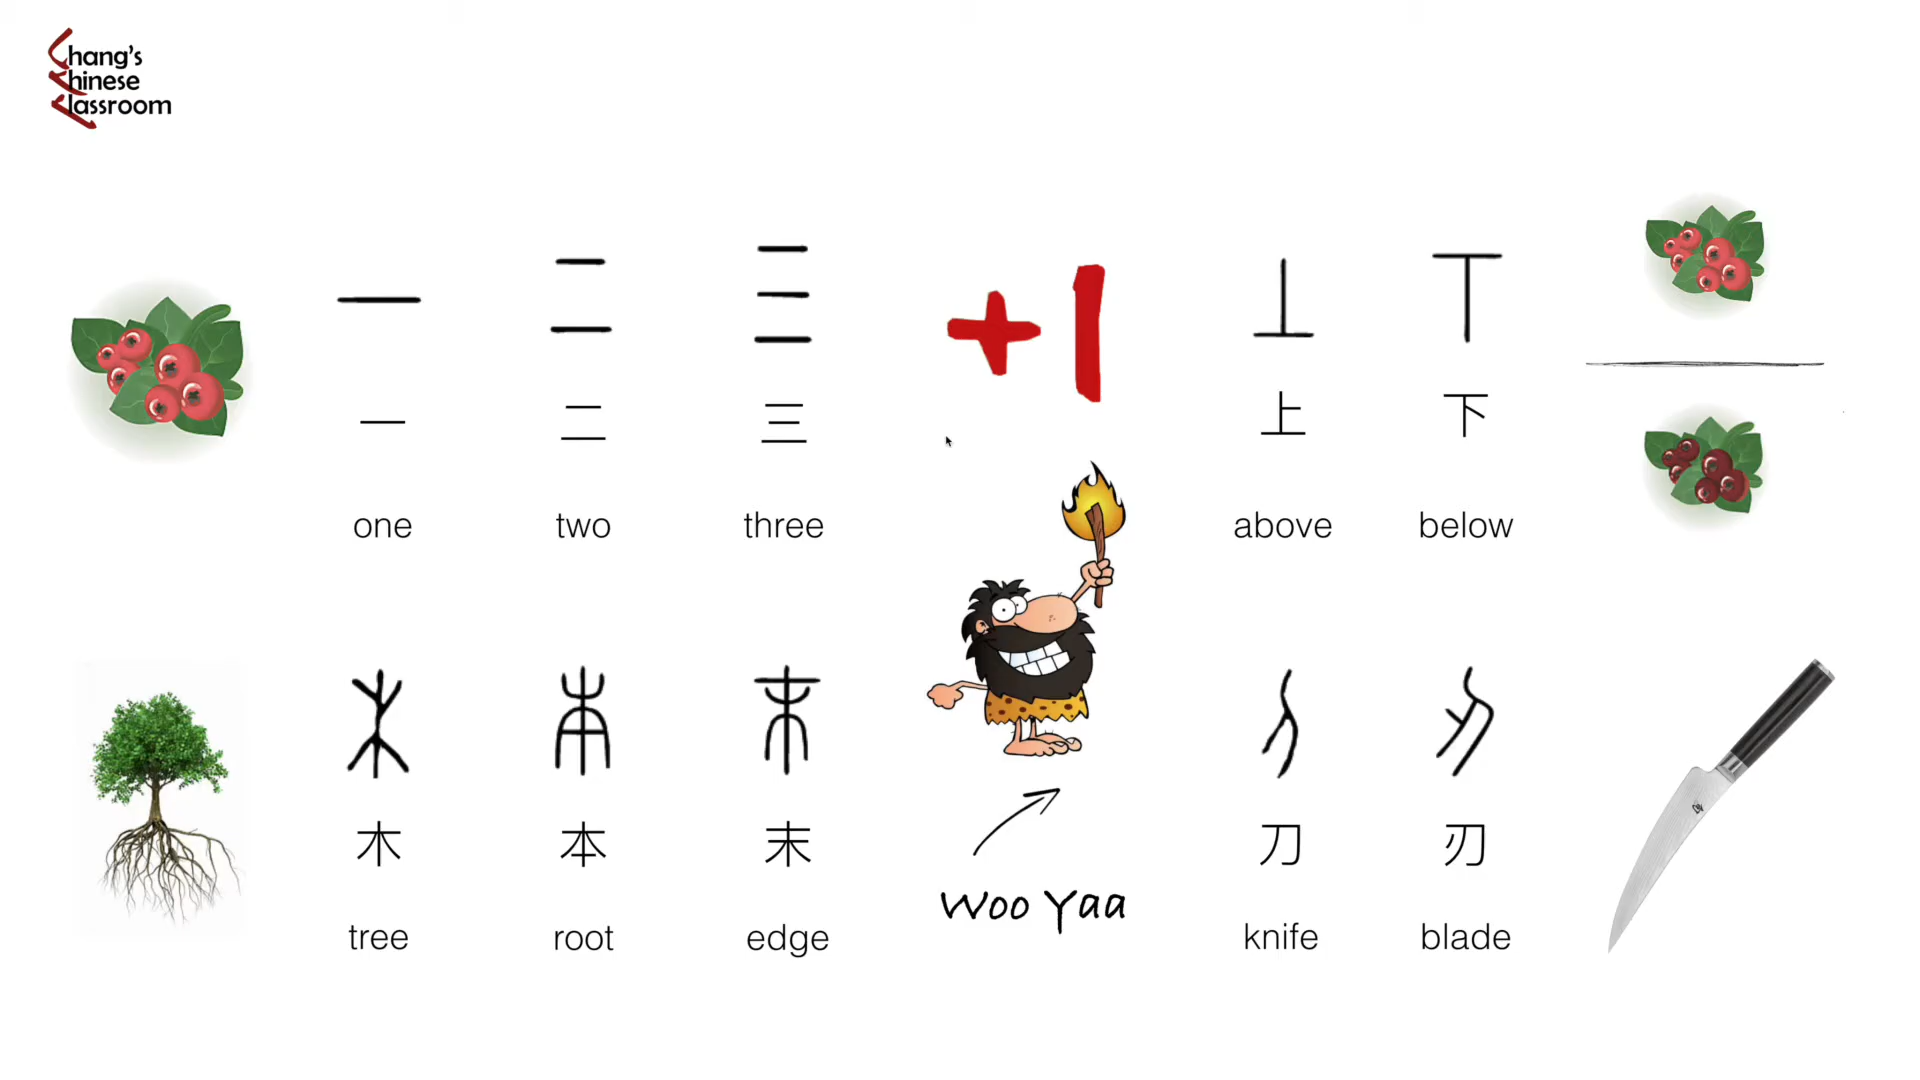 Chang's
Chinese
Classroom
+1
一 二 三 上 下
one two three above below
木 本 末 刀 刃
Woo Yaa
tree root edge knife blade